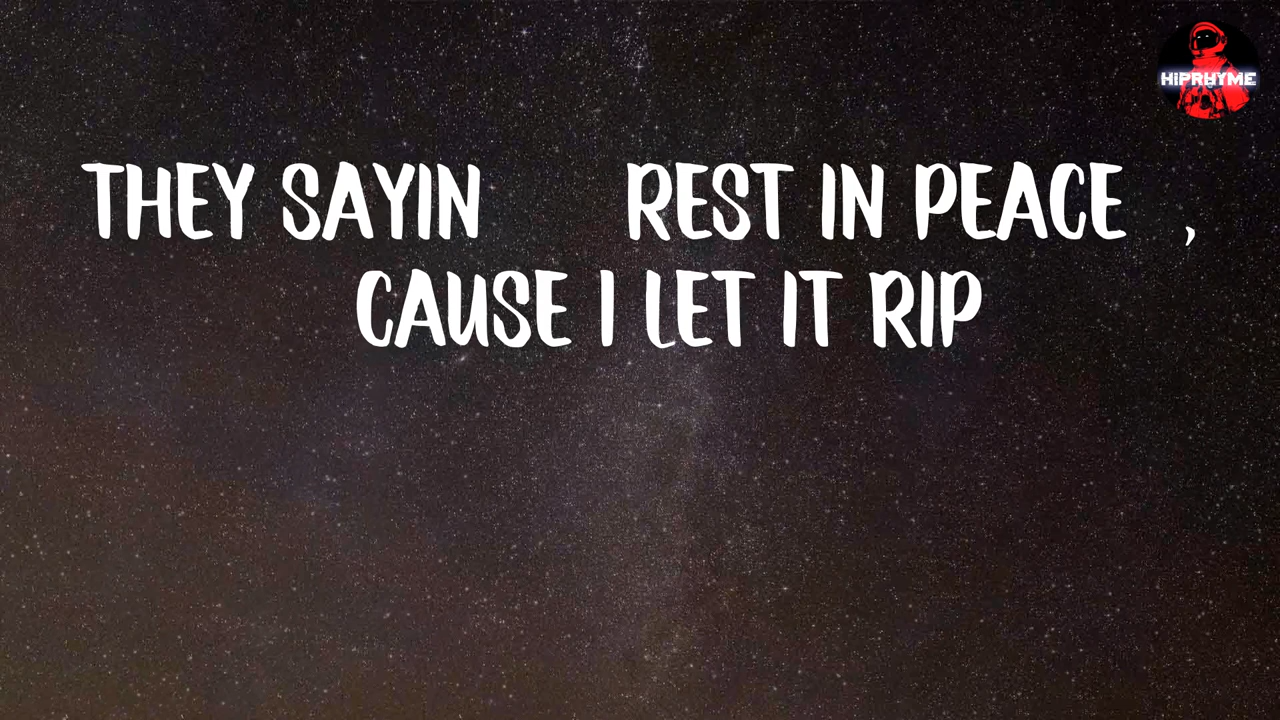 HIPRHYME
THEY SAYIN REST IN PEACE ,
CAUSE I LET IT RIP